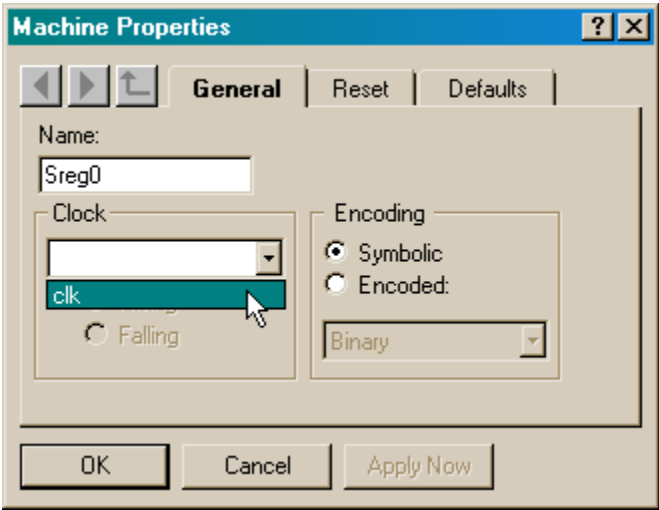 Machine Properties
General Reset Defaults
Name:
Sreg0
Clock
Encoding
clk
Falling
Symbolic
Encoded:
Binary
OK Cancel Apply Now